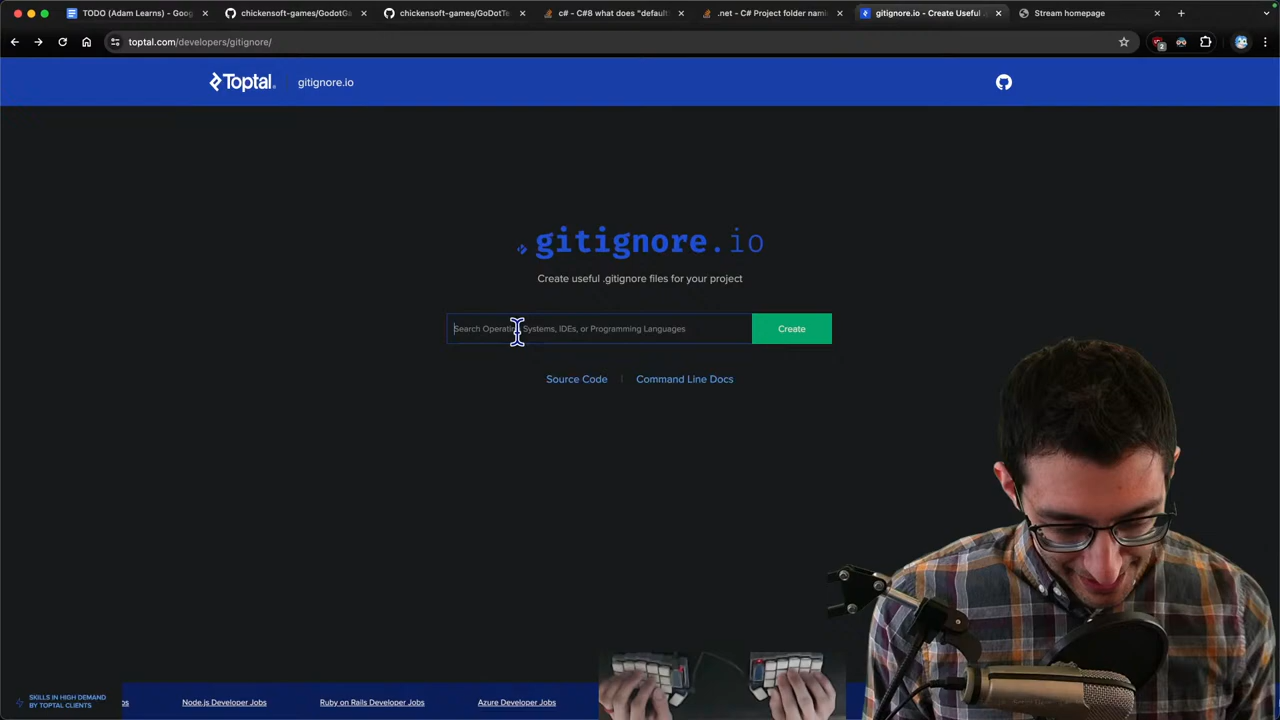 TODO (Adam Learns) - Goog
chickensoft-games/GodotGa
chickensoft-games/GoDotTe
c# - C#8 what does "default!
.net - C# Project folder nami
gitignore.io - Create Useful
Stream homepage
toptal.com/developers/gitignore/
2
Toptal.
gitignore.io
.gitignore.io
Create useful .gitignore files for your project
Search Operating Systems, IDEs, or Programming Languages
Create
Source Code
Command Line Docs
SKILLS IN HIGH DEMAND
BY TOPTAL CLIENTS
bs
Node.js Developer Jobs
Ruby on Rails Developer Jobs
Azure Developer Jobs